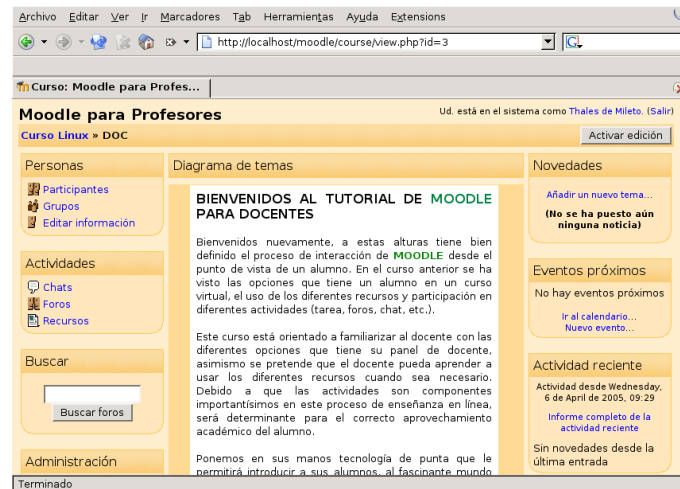 Archivo Editar Ver Ir Marcadores Tab Herramientas Ayuda Extensions
http://localhost/moodle/course/view.php?id=3
Curso: Moodle para Profes...
Moodle para Profesores
Ud. está en el sistema como Thales de Mileto. (Salir)
Curso Linux » DOC
Activar edición
Personas
Participantes
Grupos
Editar información
Actividades
Chats
Foros
Recursos
Buscar
Buscar foros
Administración
Diagrama de temas
BIENVENIDOS AL TUTORIAL DE MOODLE
PARA DOCENTES
Bienvenidos nuevamente, a estas alturas tiene bien
definido el proceso de interacción de MOODLE desde el
punto de vista de un alumno. En el curso anterior se ha
visto las opciones que tiene un alumno en un curso
virtual, el uso de los diferentes recursos y participación en
diferentes actividades (tarea, foros, chat, etc.).
Este curso está orientado a familiarizar al docente con las
diferentes opciones que tiene su panel de docente,
asimismo se pretende que el docente pueda aprender a
usar los diferentes recursos cuando sea necesario.
Debido a que las actividades son componentes
importantísimos en este proceso de enseñanza en línea,
será determinante para el correcto aprovechamiento
académico del alumno.
Ponemos en sus manos tecnología de punta que le
permitirá introducir a sus alumnos, al fascinante mundo
Novedades
Añadir un nuevo tema...
(No se ha puesto aún
ninguna noticia)
Eventos próximos
No hay eventos próximos
Ir al calendario...
Nuevo evento...
Actividad reciente
Actividad desde Wednesday,
6 de April de 2005, 09:29
Informe completo de la
actividad reciente
Sin novedades desde la
última entrada
Terminado